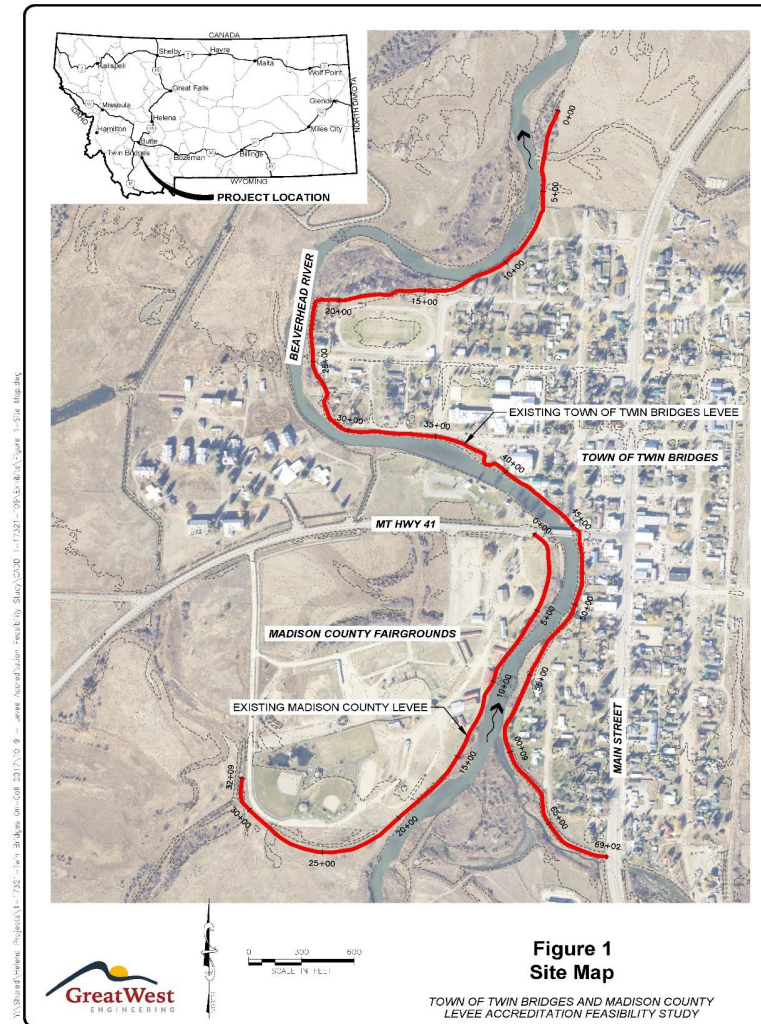 CANADA
Shelby
Havre
Kalispell
Malta
Wolf Point
Great Falls
Glendive
NORTH DAKOTA
Missoula
IDAHO
Helena
Miles City
Hamilton
Butte
Twin Bridges
Bozeman
Billings
WYOMING
PROJECT LOCATION
0+00
5+00
10+00
15+00
20+00
BEAVERHEAD RIVER
25+00
30+00
35+00
EXISTING TOWN OF TWIN BRIDGES LEVEE
40+00
TOWN OF TWIN BRIDGES
45+00
MT HWY 41
0+00
50+00
5+00
MADISON COUNTY FAIRGROUNDS
55+00
10+00
EXISTING MADISON COUNTY LEVEE
MAIN STREET
60+00
15+00
32+09
30+00
20+00
65+00
69+02
25+00
0 300 600
SCALE IN FEET
Figure 1
Site Map
GreatWest
ENGINEERING
TOWN OF TWIN BRIDGES AND MADISON COUNTY
LEVEE ACCREDITATION FEASIBILITY STUDY